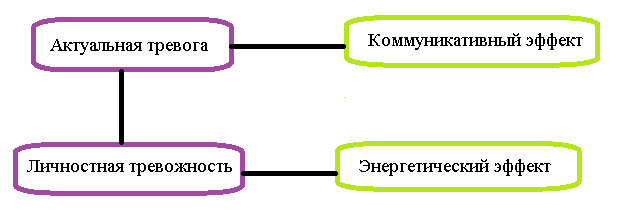 Актуальная тревога
Коммуникативный эффект
Личностная тревожность
Энергетический эффект